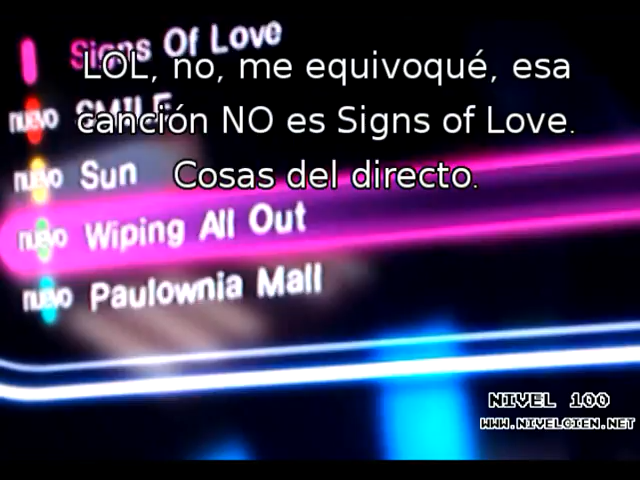 Signs Of Love
LOL, no, me equivoqué, esa
nuevo SMILE
canción NO es Signs of Love.
nuevo Sun
Cosas del directo.
nuevo Wiping All Out
nuevo Paulownia Mall
NIVEL 100
WWW.NIVELCIEN.NET